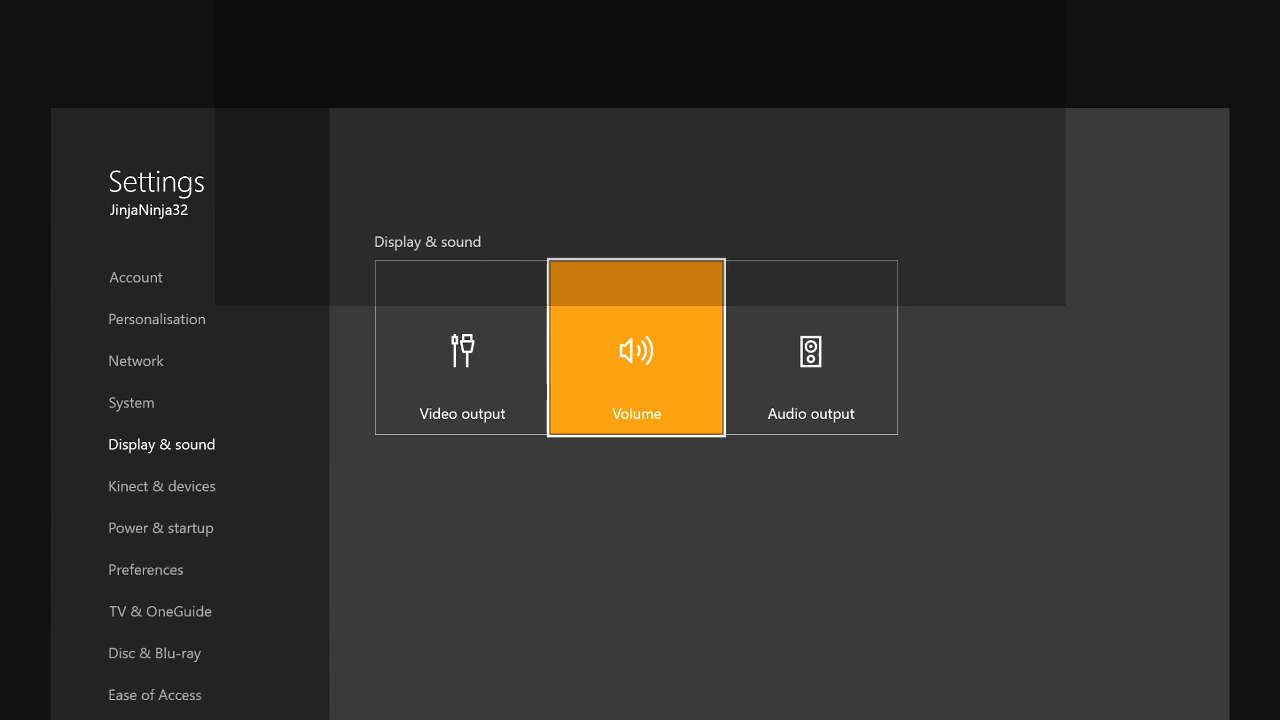 Settings
JinjaNinja32
Account
Personalisation
Network
System
Display & sound
Kinect & devices
Power & startup
Preferences
TV & OneGuide
Disc & Blu-ray
Ease of Access
Display & sound
Video output
Volume
Audio output